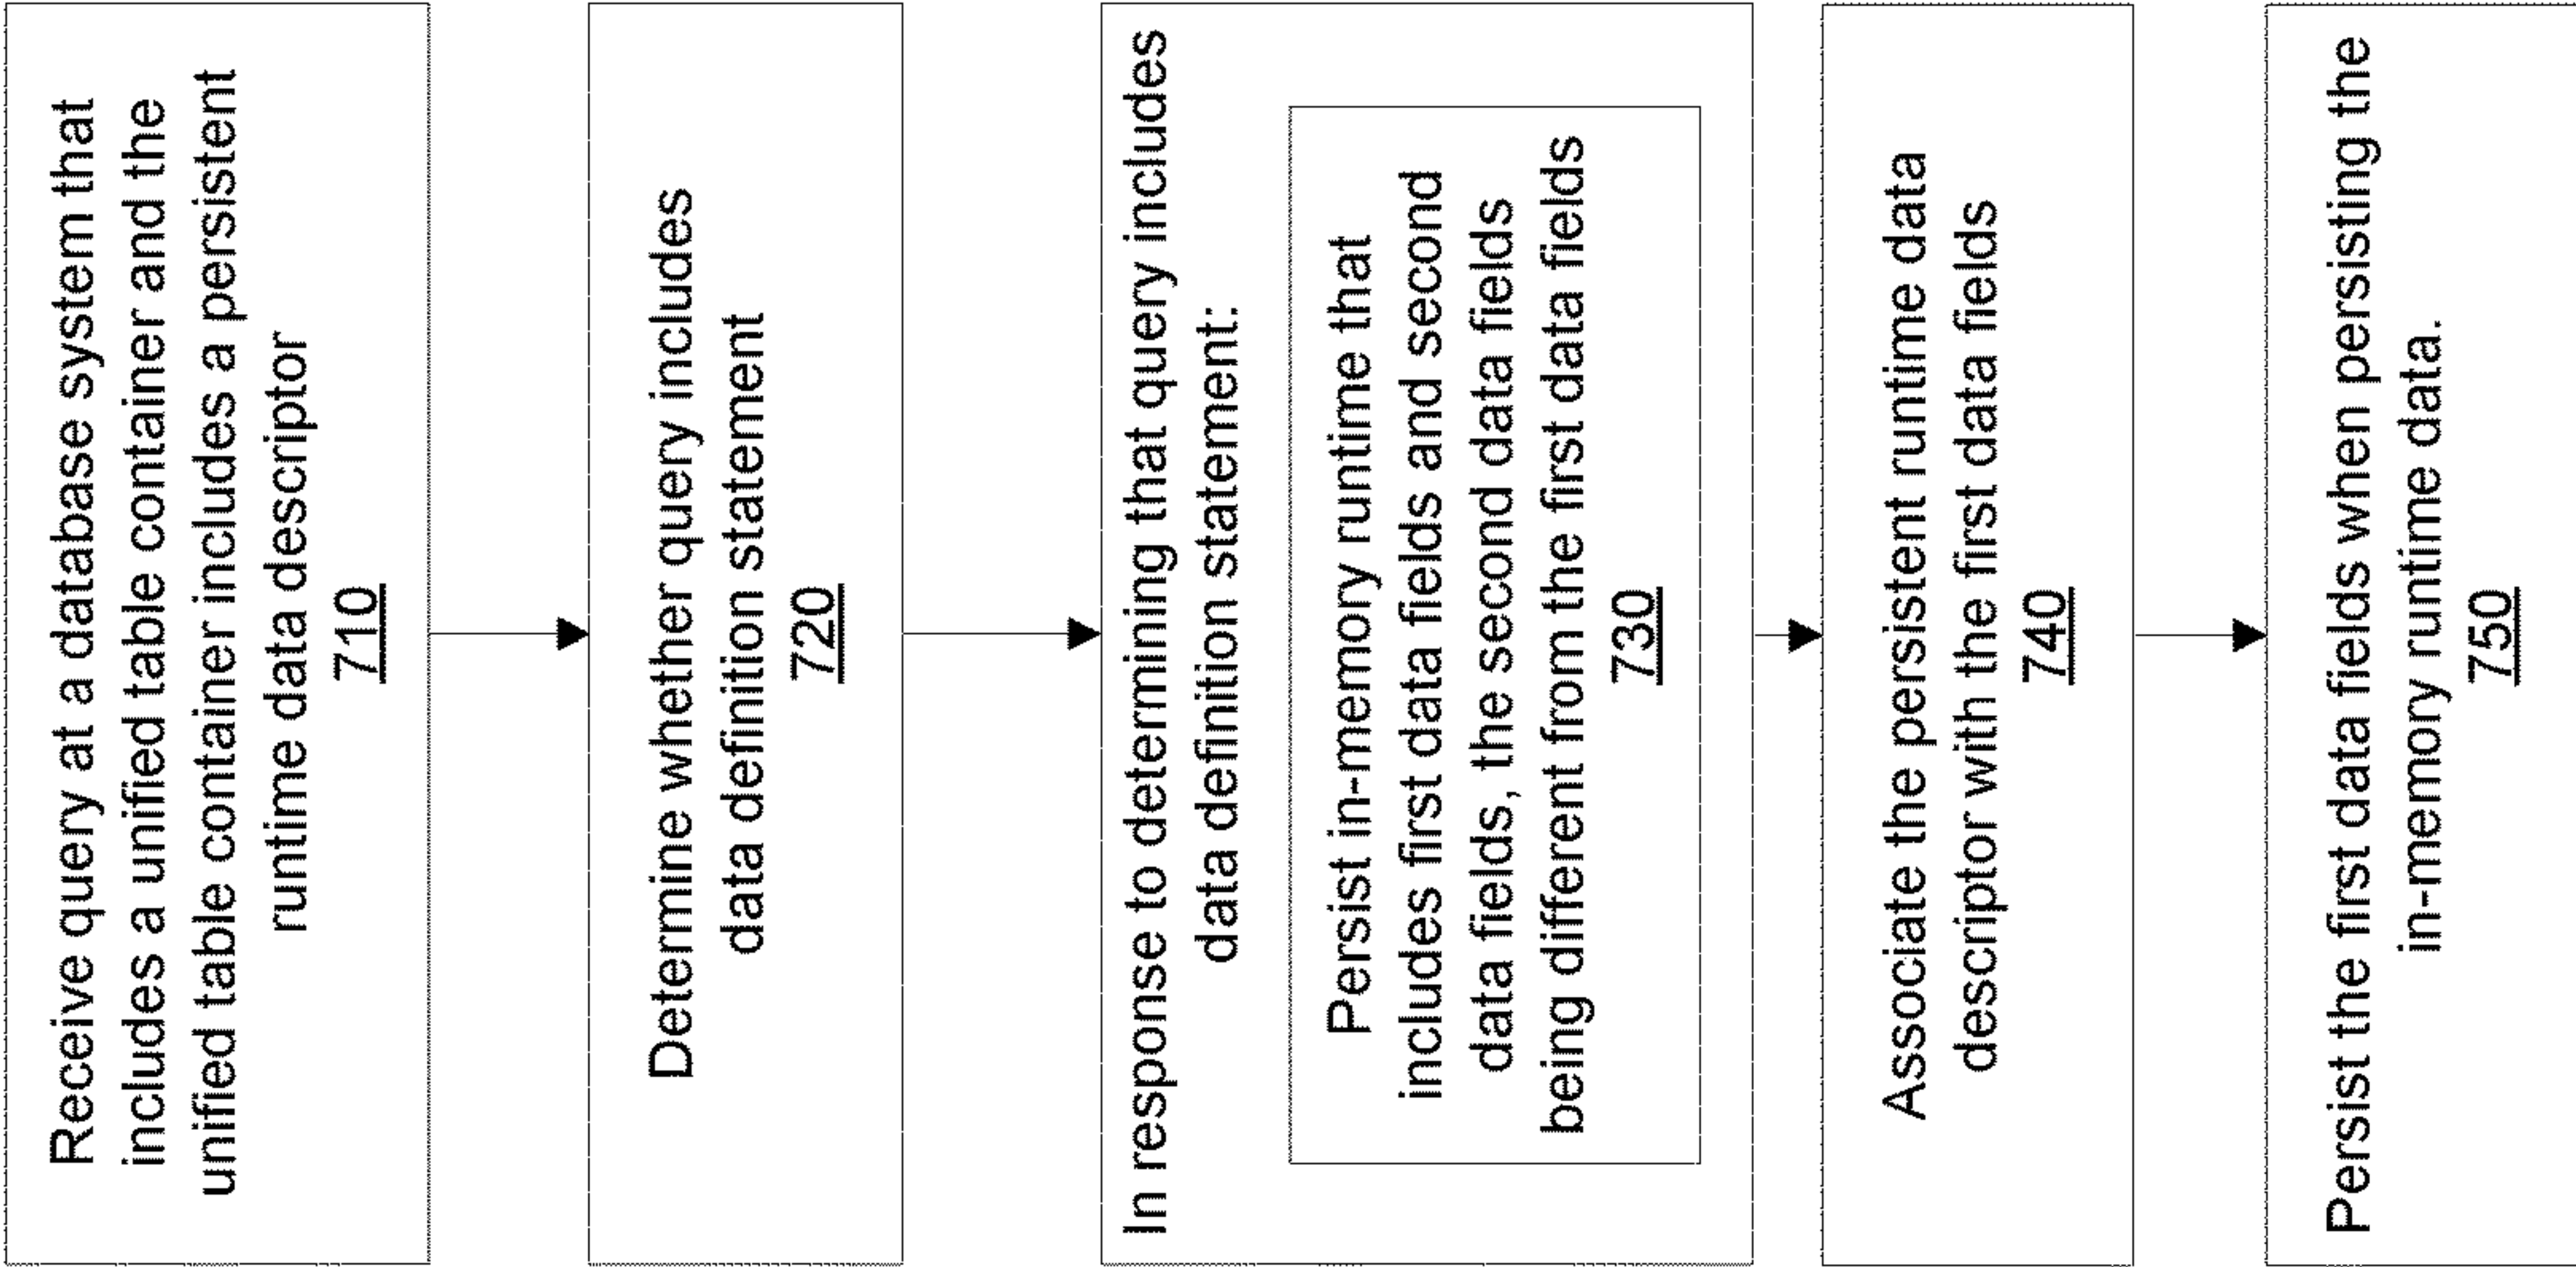 Receive query at a database system that
includes a unified table container and the
unified table container includes a persistent
runtime data descriptor
710
Determine whether query includes
data definition statement
720
In response to determining that query includes
data definition statement:
Persist in-memory runtime that
includes first data fields and second
data fields, the second data fields
being different from the first data fields
730
Associate the persistent runtime data
descriptor with the first data fields
740
Persist the first data fields when persisting the
in-memory runtime data.
750